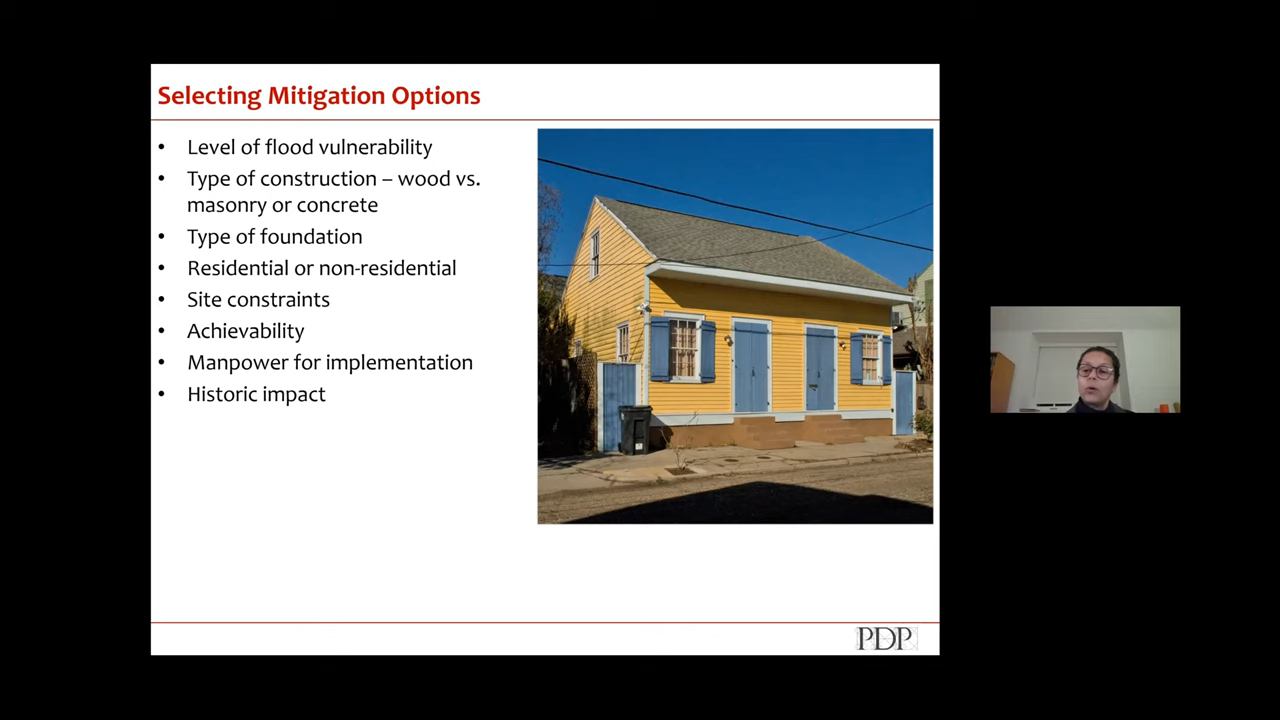 Selecting Mitigation Options
• Level of flood vulnerability
• Type of construction – wood vs.
masonry or concrete
• Type of foundation
• Residential or non-residential
• Site constraints
• Achievability
• Manpower for implementation
• Historic impact
PDP